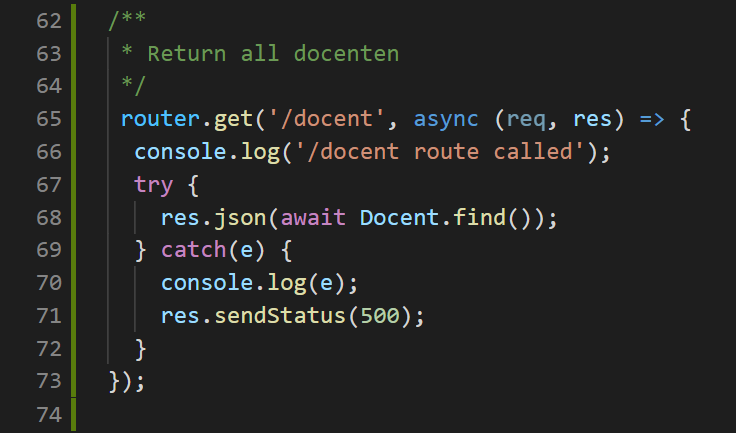 62 /**
63 * Return all docenten
64 */
65 router.get('/docent', async (req, res) => {
66 console.log('/docent route called');
67 try {
68 res.json(await Docent.find());
69 } catch(e) {
70 console.log(e);
71 res.sendStatus(500);
72 }
73 });
74